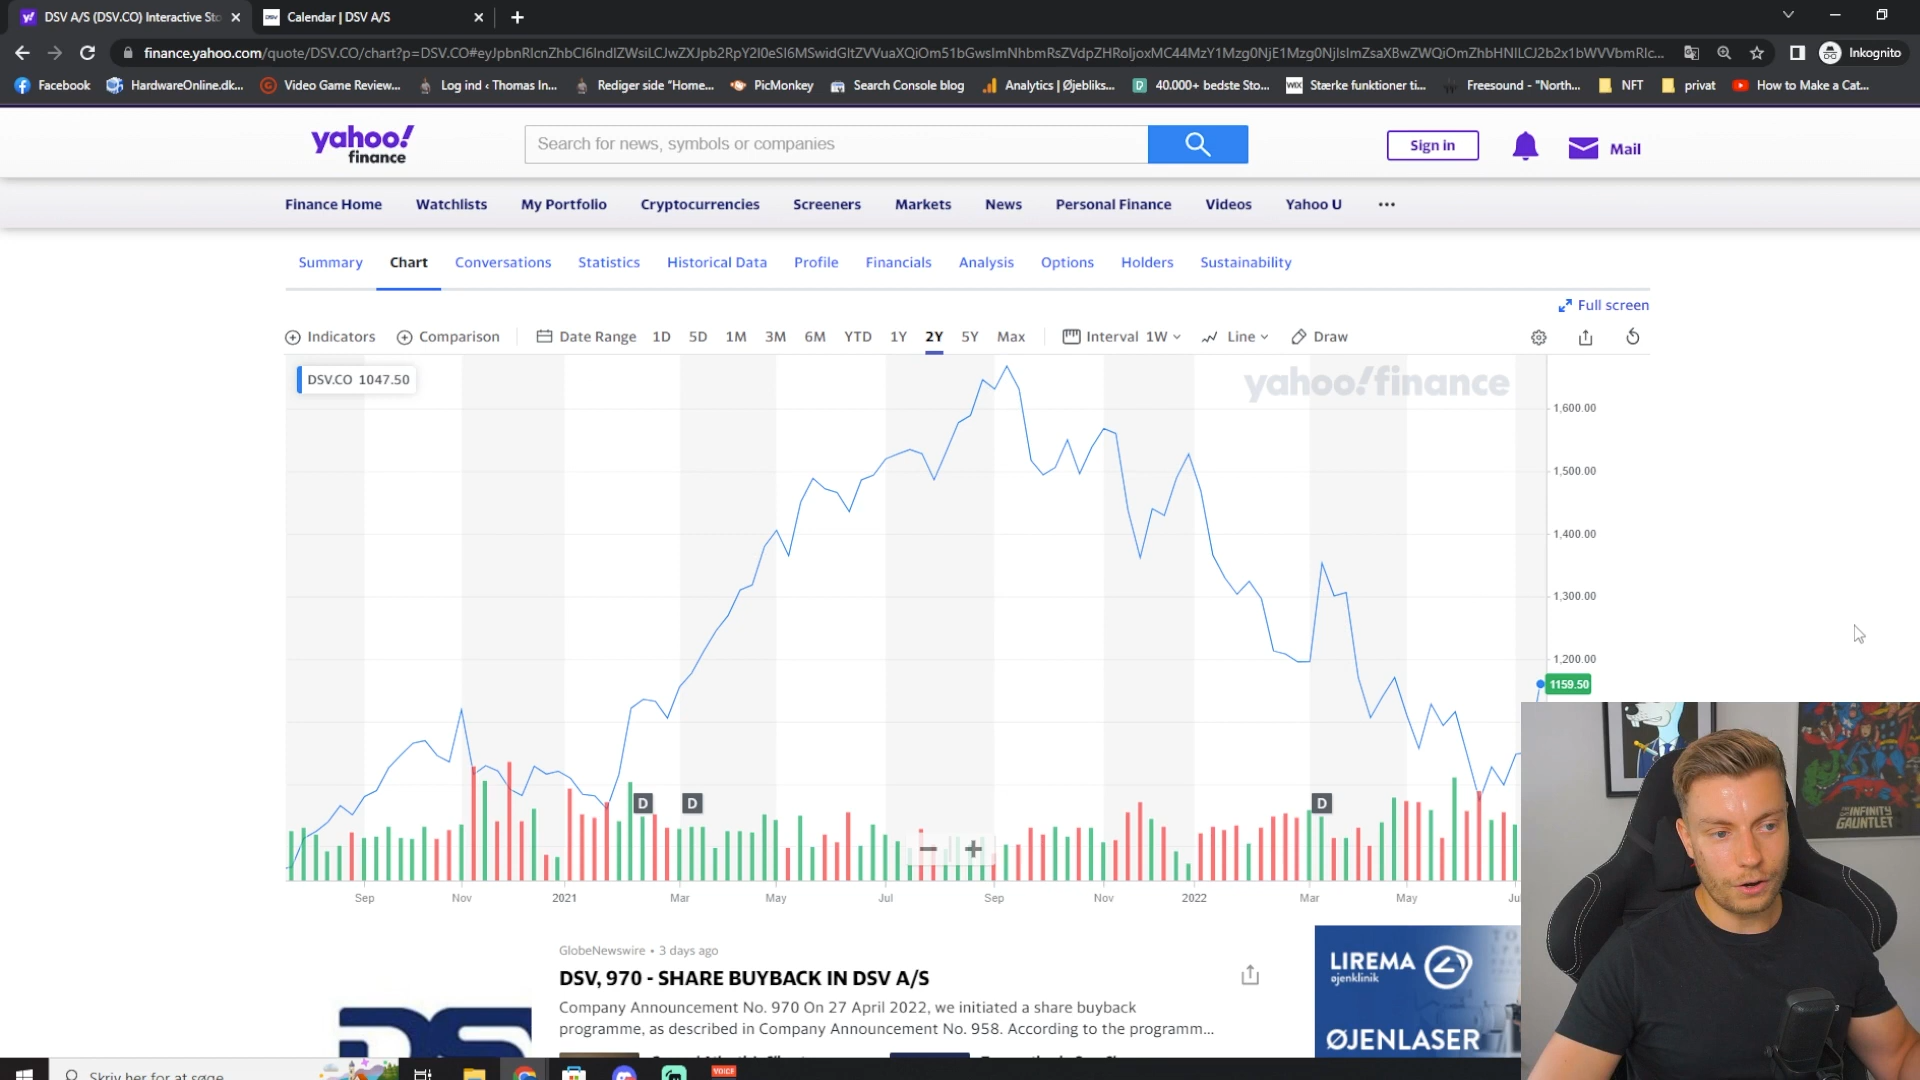 DSV A/S (DSV.CO) Interactive Sto
Calendar | DSV A/S
finance.yahoo.com/quote/DSV.CO/chart?p=DSV.CO
Inkognito
Facebook
HardwareOnline.dk...
Video Game Review...
Log ind ‹ Thomas In...
Rediger side "Home...
PicMonkey
Search Console blog
Analytics | Øjebliks...
40.000+ bedste Sto...
WIX
Stærke funktioner ti...
Freesound - "North...
NFT
privat
How to Make a Cat...
yahoo!
finance
Search for news, symbols or companies
Sign in
Mail
Finance Home
Watchlists
My Portfolio
Cryptocurrencies
Screeners
Markets
News
Personal Finance
Videos
Yahoo U
...
Summary
Chart
Conversations
Statistics
Historical Data
Profile
Financials
Analysis
Options
Holders
Sustainability
Full screen
Indicators
Comparison
Date Range
1D
5D
1M
3M
6M
YTD
1Y
2Y
5Y
Max
Interval 1W
Line
Draw
DSV.CO 1047.50
yahoo!finance
1,600.00
1,500.00
1,400.00
1,300.00
1,200.00
1159.50
D
D
D
Sep
Nov
2021
Mar
May
Jul
Sep
Nov
2022
Mar
May
INFINITY
GAUNTLET
GlobeNewswire • 3 days ago
DSV, 970 - SHARE BUYBACK IN DSV A/S
Company Announcement No. 970 On 27 April 2022, we initiated a share buyback
programme, as described in Company Announcement No. 958. According to the programm...
LIREMA
øjenklinik
ØJENLASER
Skriv her for at søge
VOICE